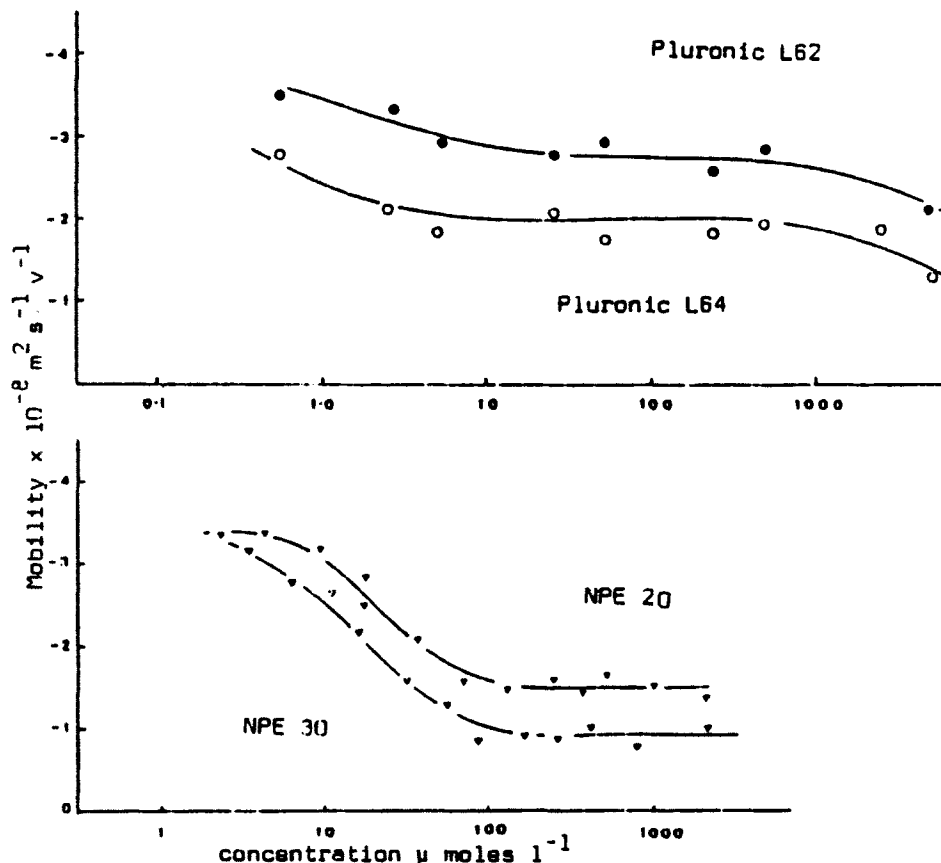 -4
Pluronic L62
-3
-2
-1
Pluronic L64
0.1 1.0 10 100 1000
Mobility × 10⁻⁸ m² s⁻¹ v⁻¹
-4
-3
NPE 20
-2
NPE 30
-1
0
1 10 100 1000
concentration µ moles l⁻¹